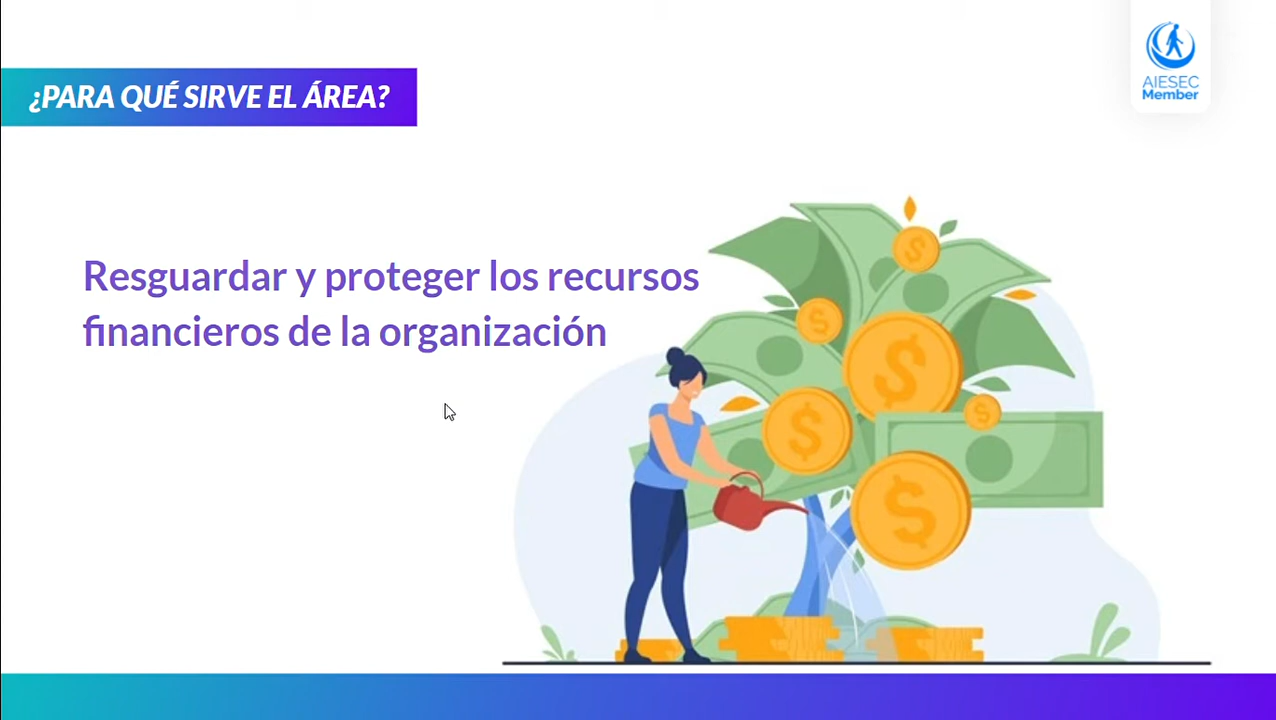 ¿PARA QUÉ SIRVE EL ÁREA?
AIESEC
Member
Resguardar y proteger los recursos
financieros de la organización